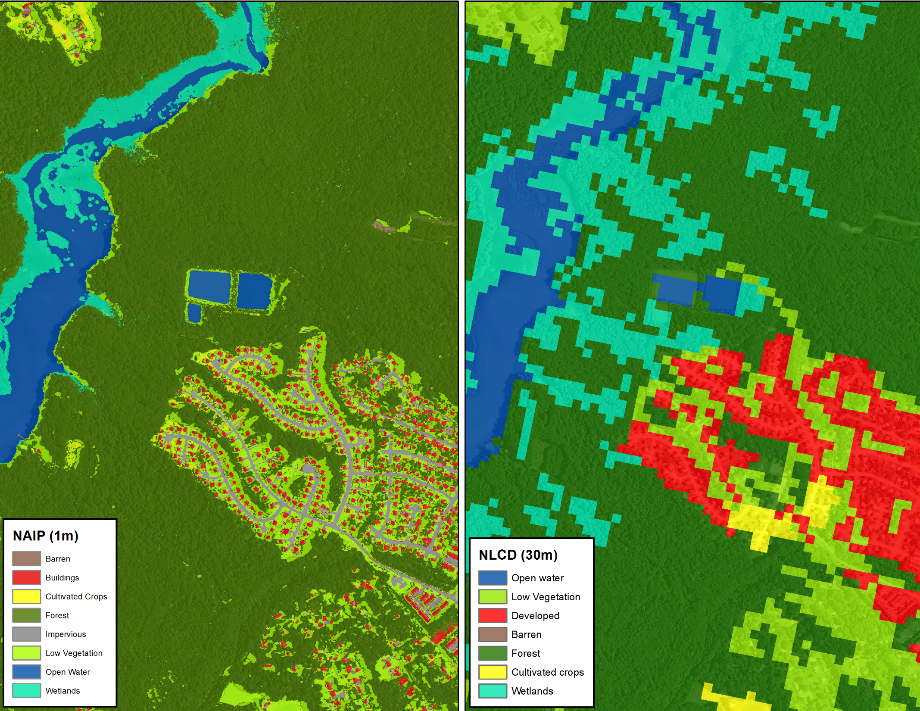 NAIP (1m)
Barren
Buildings
Cultivated Crops
Forest
Impervious
Low Vegetation
Open Water
Wetlands
NLCD (30m)
Open water
Low Vegetation
Developed
Barren
Forest
Cultivated crops
Wetlands